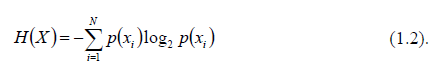 H(X) = −∑_{i=1}^{N} p(x_i) log_2 p(x_i) (1.2).